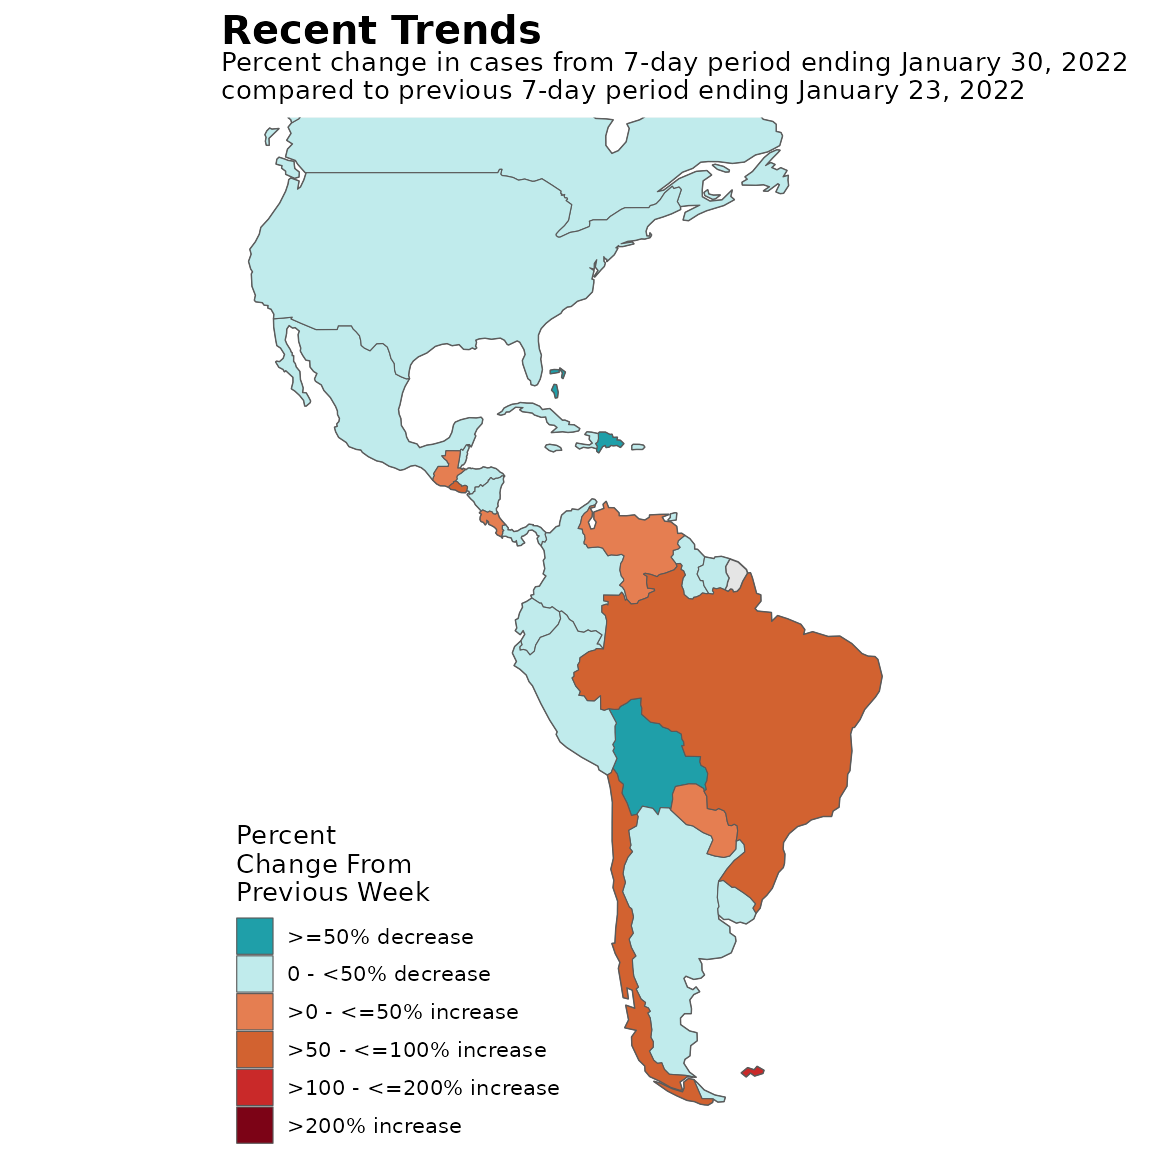 Recent Trends
Percent change in cases from 7-day period ending January 30, 2022
compared to previous 7-day period ending January 23, 2022
Percent
Change From
Previous Week
>=50% decrease
0 - <50% decrease
>0 - <=50% increase
>50 - <=100% increase
>100 - <=200% increase
>200% increase